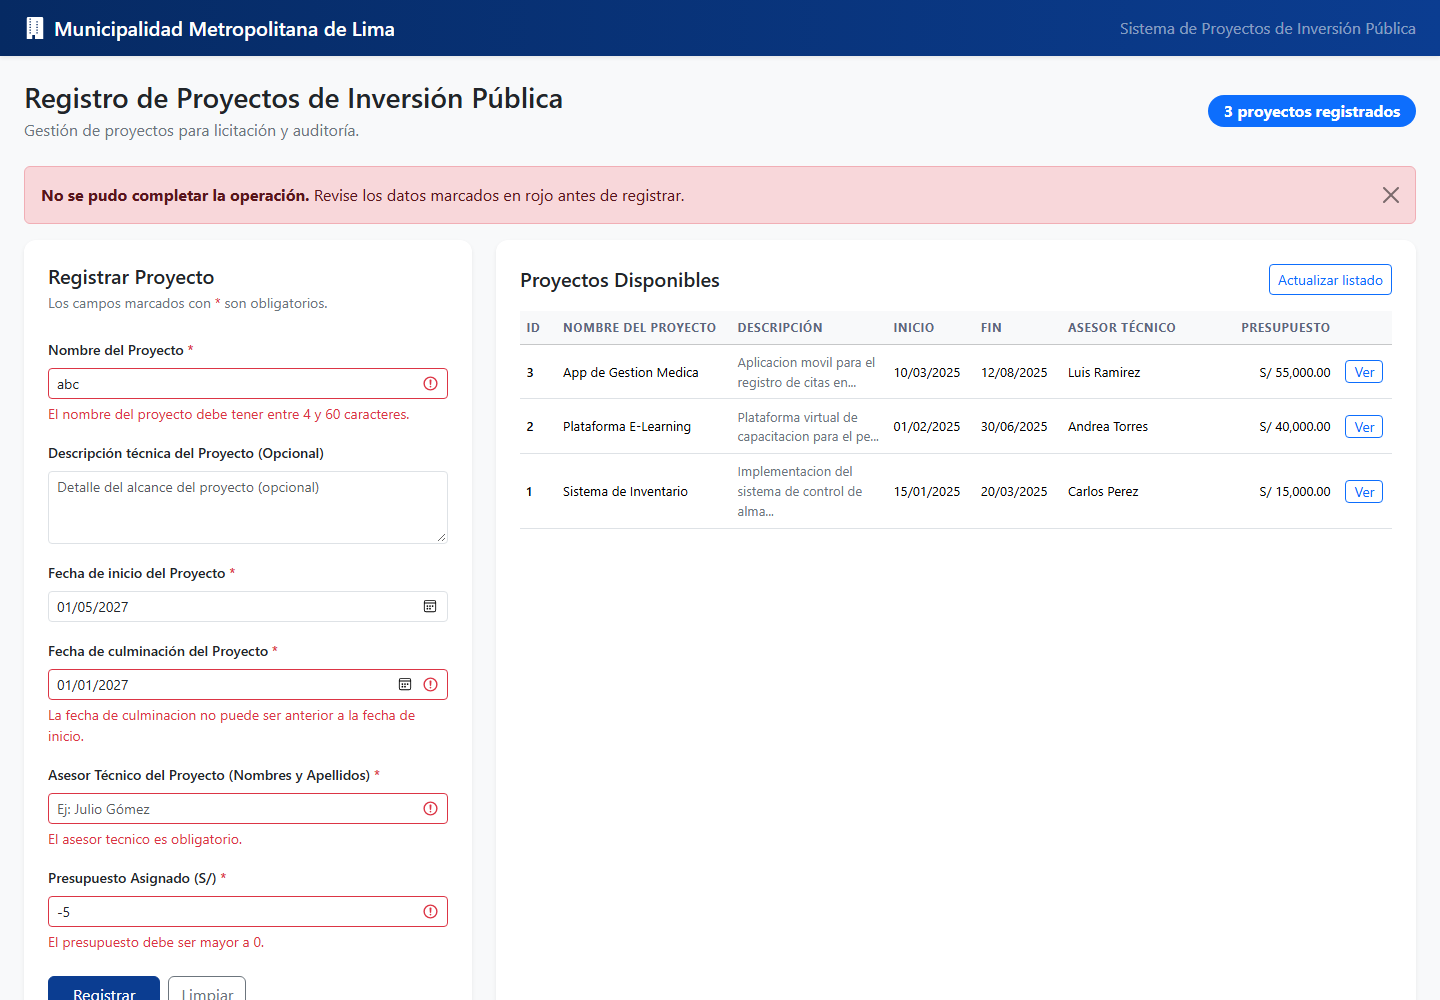 Municipalidad Metropolitana de Lima
Sistema de Proyectos de Inversión Pública
Registro de Proyectos de Inversión Pública
Gestión de proyectos para licitación y auditoría.
3 proyectos registrados
No se pudo completar la operación. Revise los datos marcados en rojo antes de registrar.
Registrar Proyecto
Los campos marcados con * son obligatorios.
Nombre del Proyecto *
abc
El nombre del proyecto debe tener entre 4 y 60 caracteres.
Descripción técnica del Proyecto (Opcional)
Detalle del alcance del proyecto (opcional)
Fecha de inicio del Proyecto *
01/05/2027
Fecha de culminación del Proyecto *
01/01/2027
La fecha de culminacion no puede ser anterior a la fecha de
inicio.
Asesor Técnico del Proyecto (Nombres y Apellidos) *
Ej: Julio Gómez
El asesor tecnico es obligatorio.
Presupuesto Asignado (S/) *
-5
El presupuesto debe ser mayor a 0.
Registrar Limpiar
Proyectos Disponibles
Actualizar listado
ID NOMBRE DEL PROYECTO DESCRIPCIÓN INICIO FIN ASESOR TÉCNICO PRESUPUESTO
3 App de Gestion Medica Aplicacion movil para el
registro de citas en... 10/03/2025 12/08/2025 Luis Ramirez S/ 55,000.00 Ver
2 Plataforma E-Learning Plataforma virtual de
capacitacion para el pe... 01/02/2025 30/06/2025 Andrea Torres S/ 40,000.00 Ver
1 Sistema de Inventario Implementacion del
sistema de control de
alma... 15/01/2025 20/03/2025 Carlos Perez S/ 15,000.00 Ver